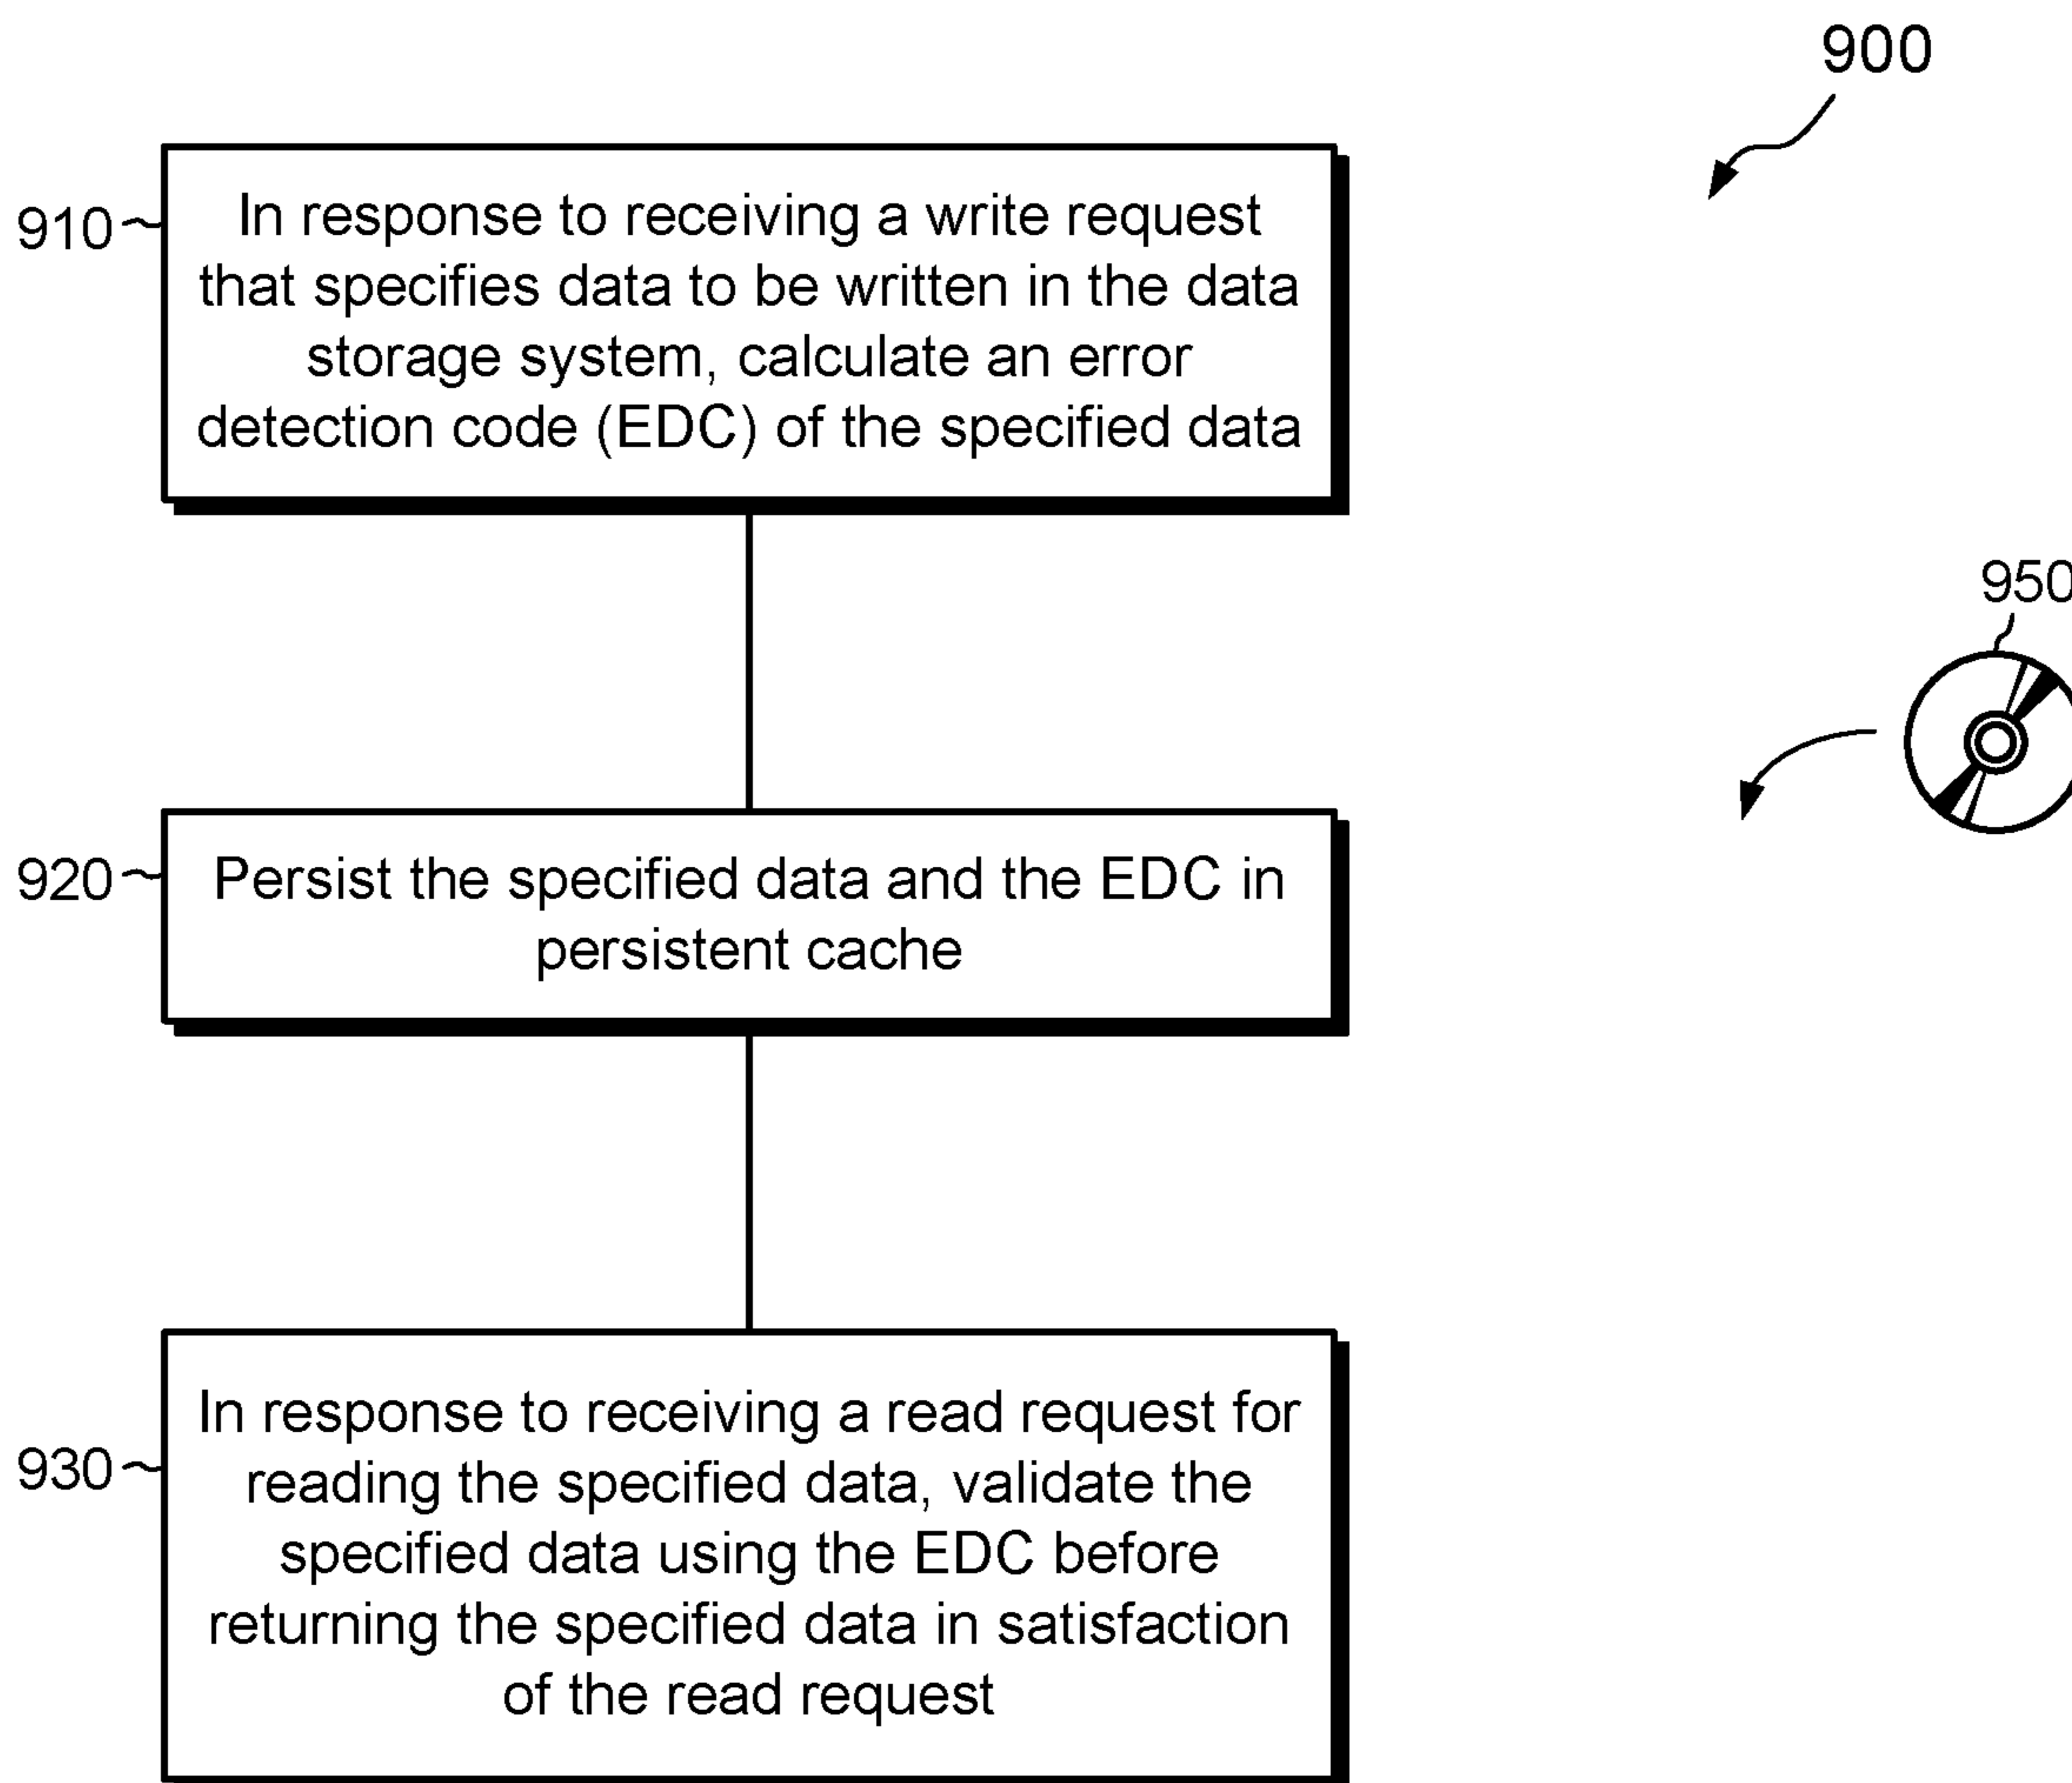 900
910
In response to receiving a write request
that specifies data to be written in the data
storage system, calculate an error
detection code (EDC) of the specified data
950
920
Persist the specified data and the EDC in
persistent cache
930
In response to receiving a read request for
reading the specified data, validate the
specified data using the EDC before
returning the specified data in satisfaction
of the read request